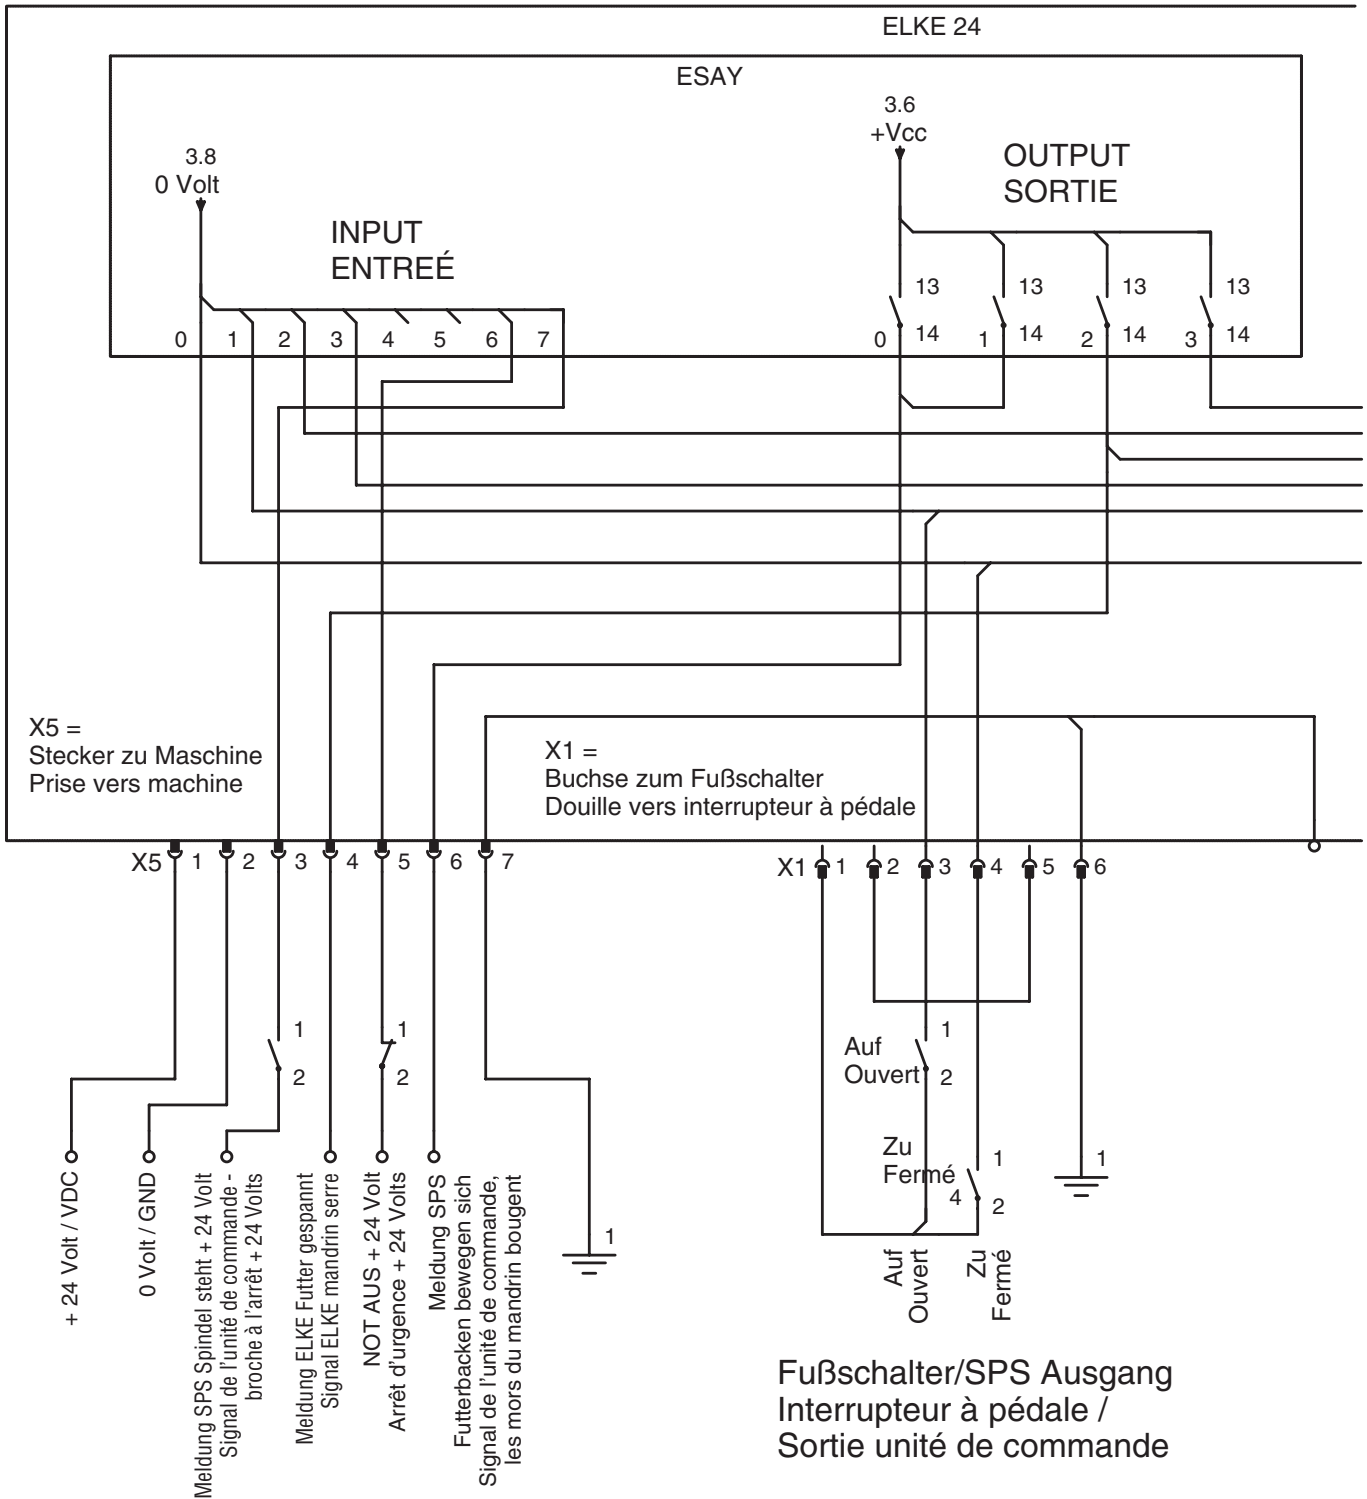 ELKE 24
ESAY
3.6
+Vcc
3.8
0 Volt
OUTPUT
SORTIE
INPUT
ENTREÉ
13
13
13
13
0
1
2
3
4
5
6
7
0
14
1
14
2
14
3
14
X5 =
Stecker zu Maschine
Prise vers machine
X1 =
Buchse zum Fußschalter
Douille vers interrupteur à pédale
X5
1
2
3
4
5
6
7
X1
1
2
3
4
5
6
1
2
1
2
Auf
Ouvert
1
2
Zu
Fermé
4
1
2
1
1
+ 24 Volt / VDC
0 Volt / GND
Meldung SPS Spindel steht + 24 Volt
Signal de l'unité de commande -
broche à l'arrêt + 24 Volts
Meldung ELKE Futter gespannt
Signal ELKE mandrin serre
NOT AUS + 24 Volt
Arrêt d'urgence + 24 Volts
Meldung SPS
Futterbacken bewegen sich
Signal de l'unité de commande,
les mors du mandrin bougent
Auf
Ouvert
Zu
Fermé
Fußschalter/SPS Ausgang
Interrupteur à pédale /
Sortie unité de commande